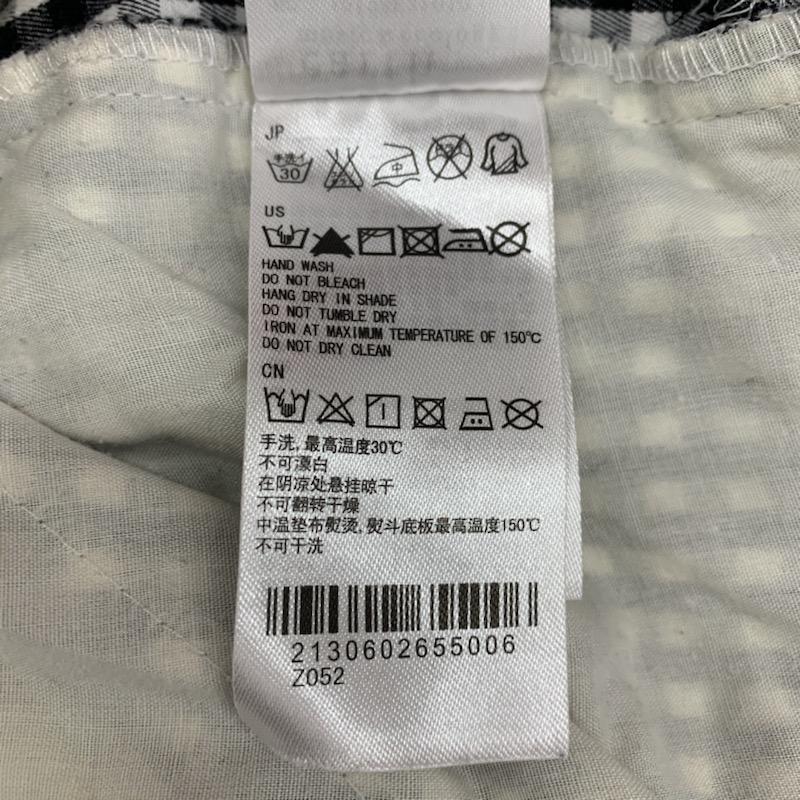 JP
手洗イ
30
中
US
HAND WASH
DO NOT BLEACH
HANG DRY IN SHADE
DO NOT TUMBLE DRY
IRON AT MAXIMUM TEMPERATURE OF 150℃
DO NOT DRY CLEAN
CN
手洗,最高温度30℃
不可漂白
在阴凉处悬挂晾干
不可翻转干燥
中温垫布熨烫,熨斗底板最高温度150℃
不可干洗
2130602655006
Z052